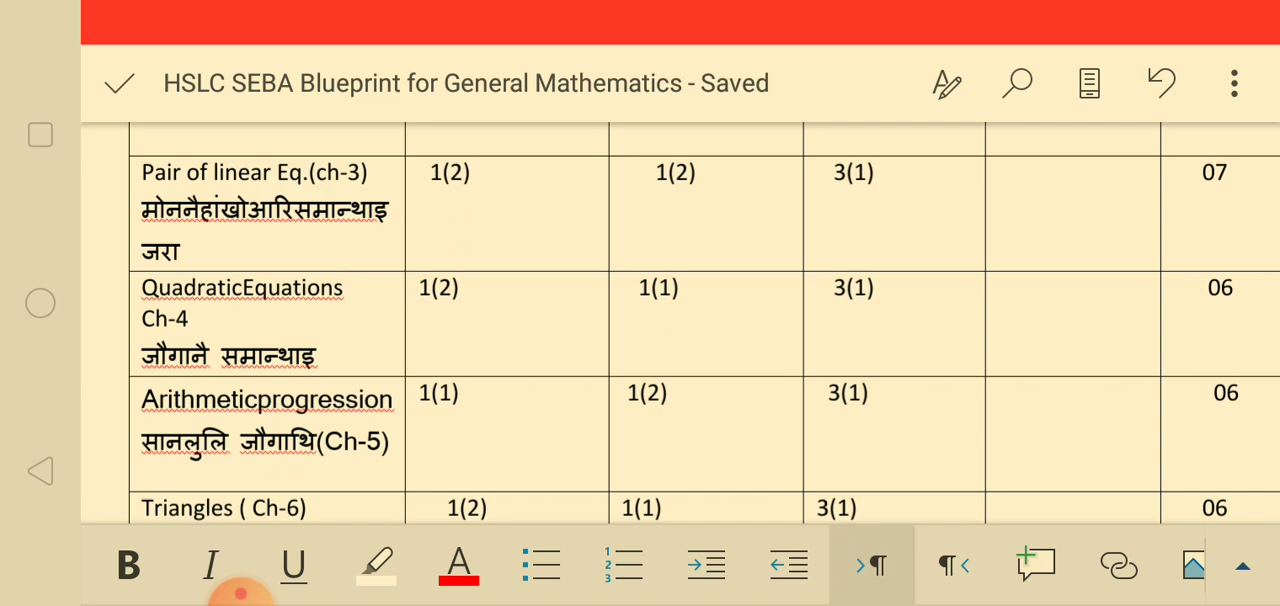 HSLC SEBA Blueprint for General Mathematics - Saved
Pair of linear Eq.(ch-3) 1(2) 1(2) 3(1) 07
मोननैहांखोआरिसमान्थाइ
जरा
QuadraticEquations 1(2) 1(1) 3(1) 06
Ch-4
जौगानै समान्थाइ
Arithmeticprogression 1(1) 1(2) 3(1) 06
सानलुलि जौगाथि(Ch-5)
Triangles ( Ch-6) 1(2) 1(1) 3(1) 06
B I U A